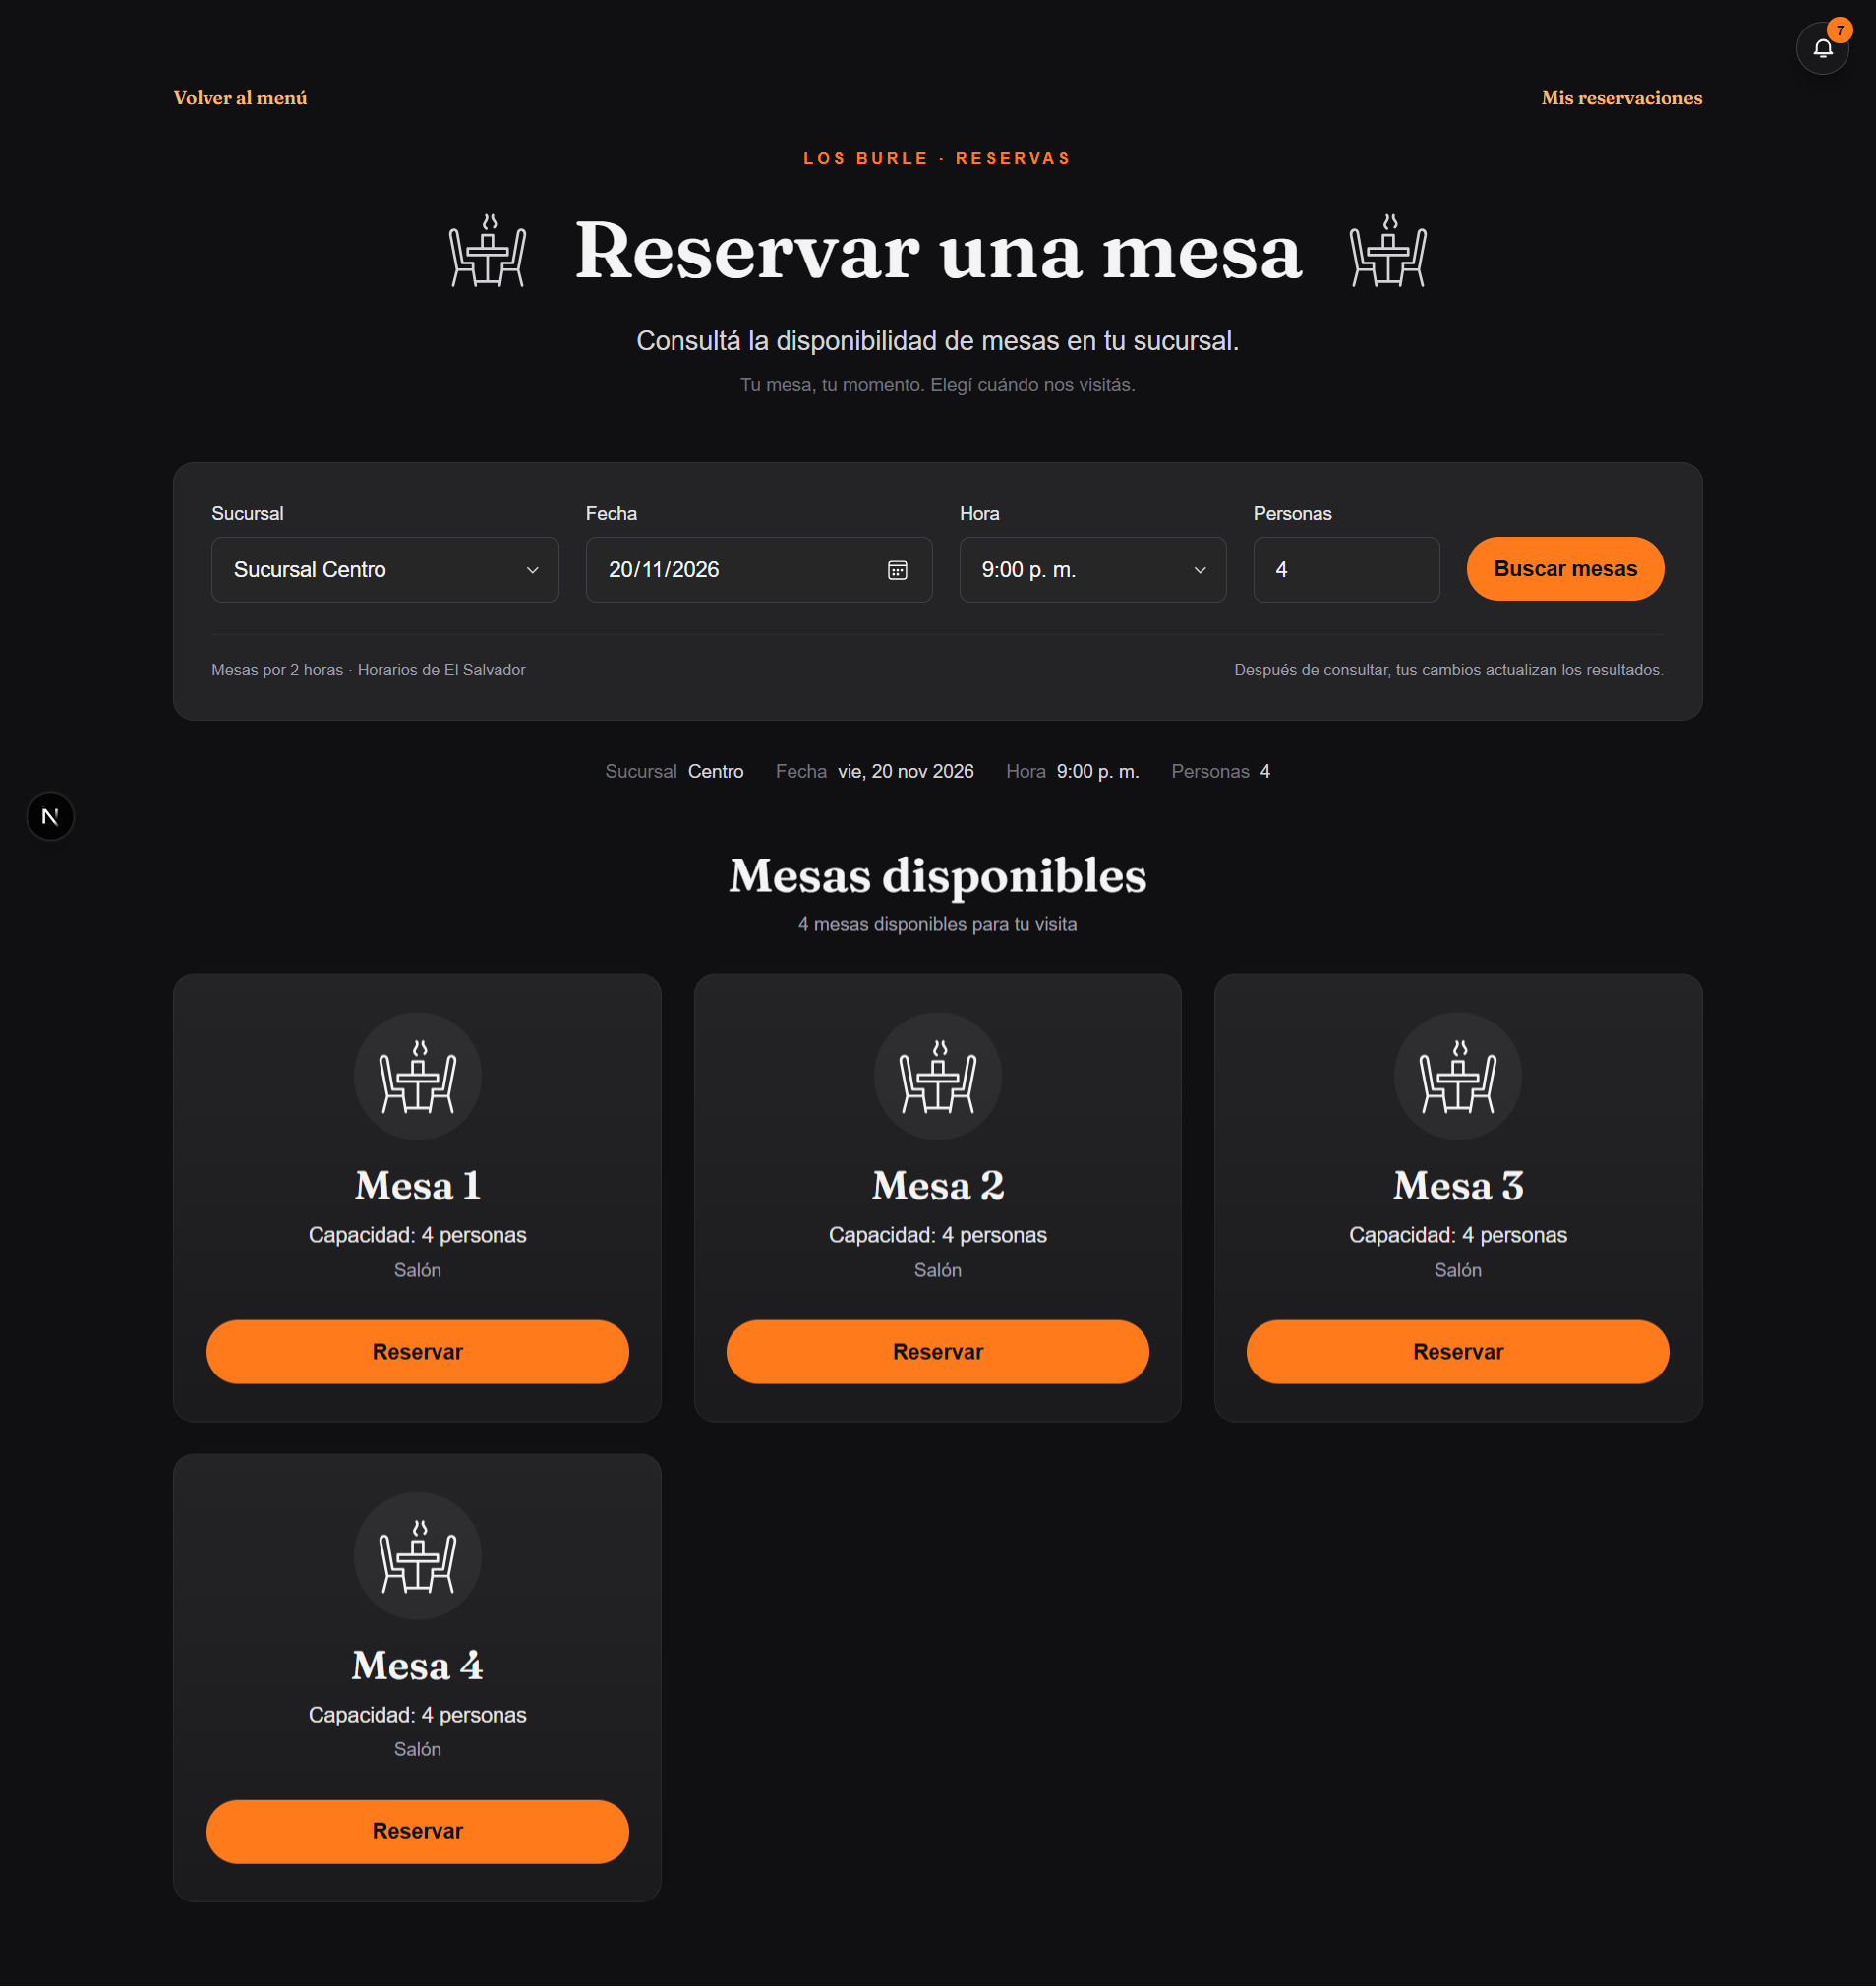 7
Volver al menú
Mis reservaciones
LOS BURLE · RESERVAS
Reservar una mesa
Consultá la disponibilidad de mesas en tu sucursal.
Tu mesa, tu momento. Elegí cuándo nos visitás.
Sucursal Fecha Hora Personas
Sucursal Centro 20/11/2026 9:00 p. m. 4 Buscar mesas
Mesas por 2 horas · Horarios de El Salvador
Después de consultar, tus cambios actualizan los resultados.
Sucursal Centro Fecha vie, 20 nov 2026 Hora 9:00 p. m. Personas 4
N
Mesas disponibles
4 mesas disponibles para tu visita
Mesa 1
Capacidad: 4 personas
Salón
Reservar
Mesa 2
Capacidad: 4 personas
Salón
Reservar
Mesa 3
Capacidad: 4 personas
Salón
Reservar
Mesa 4
Capacidad: 4 personas
Salón
Reservar